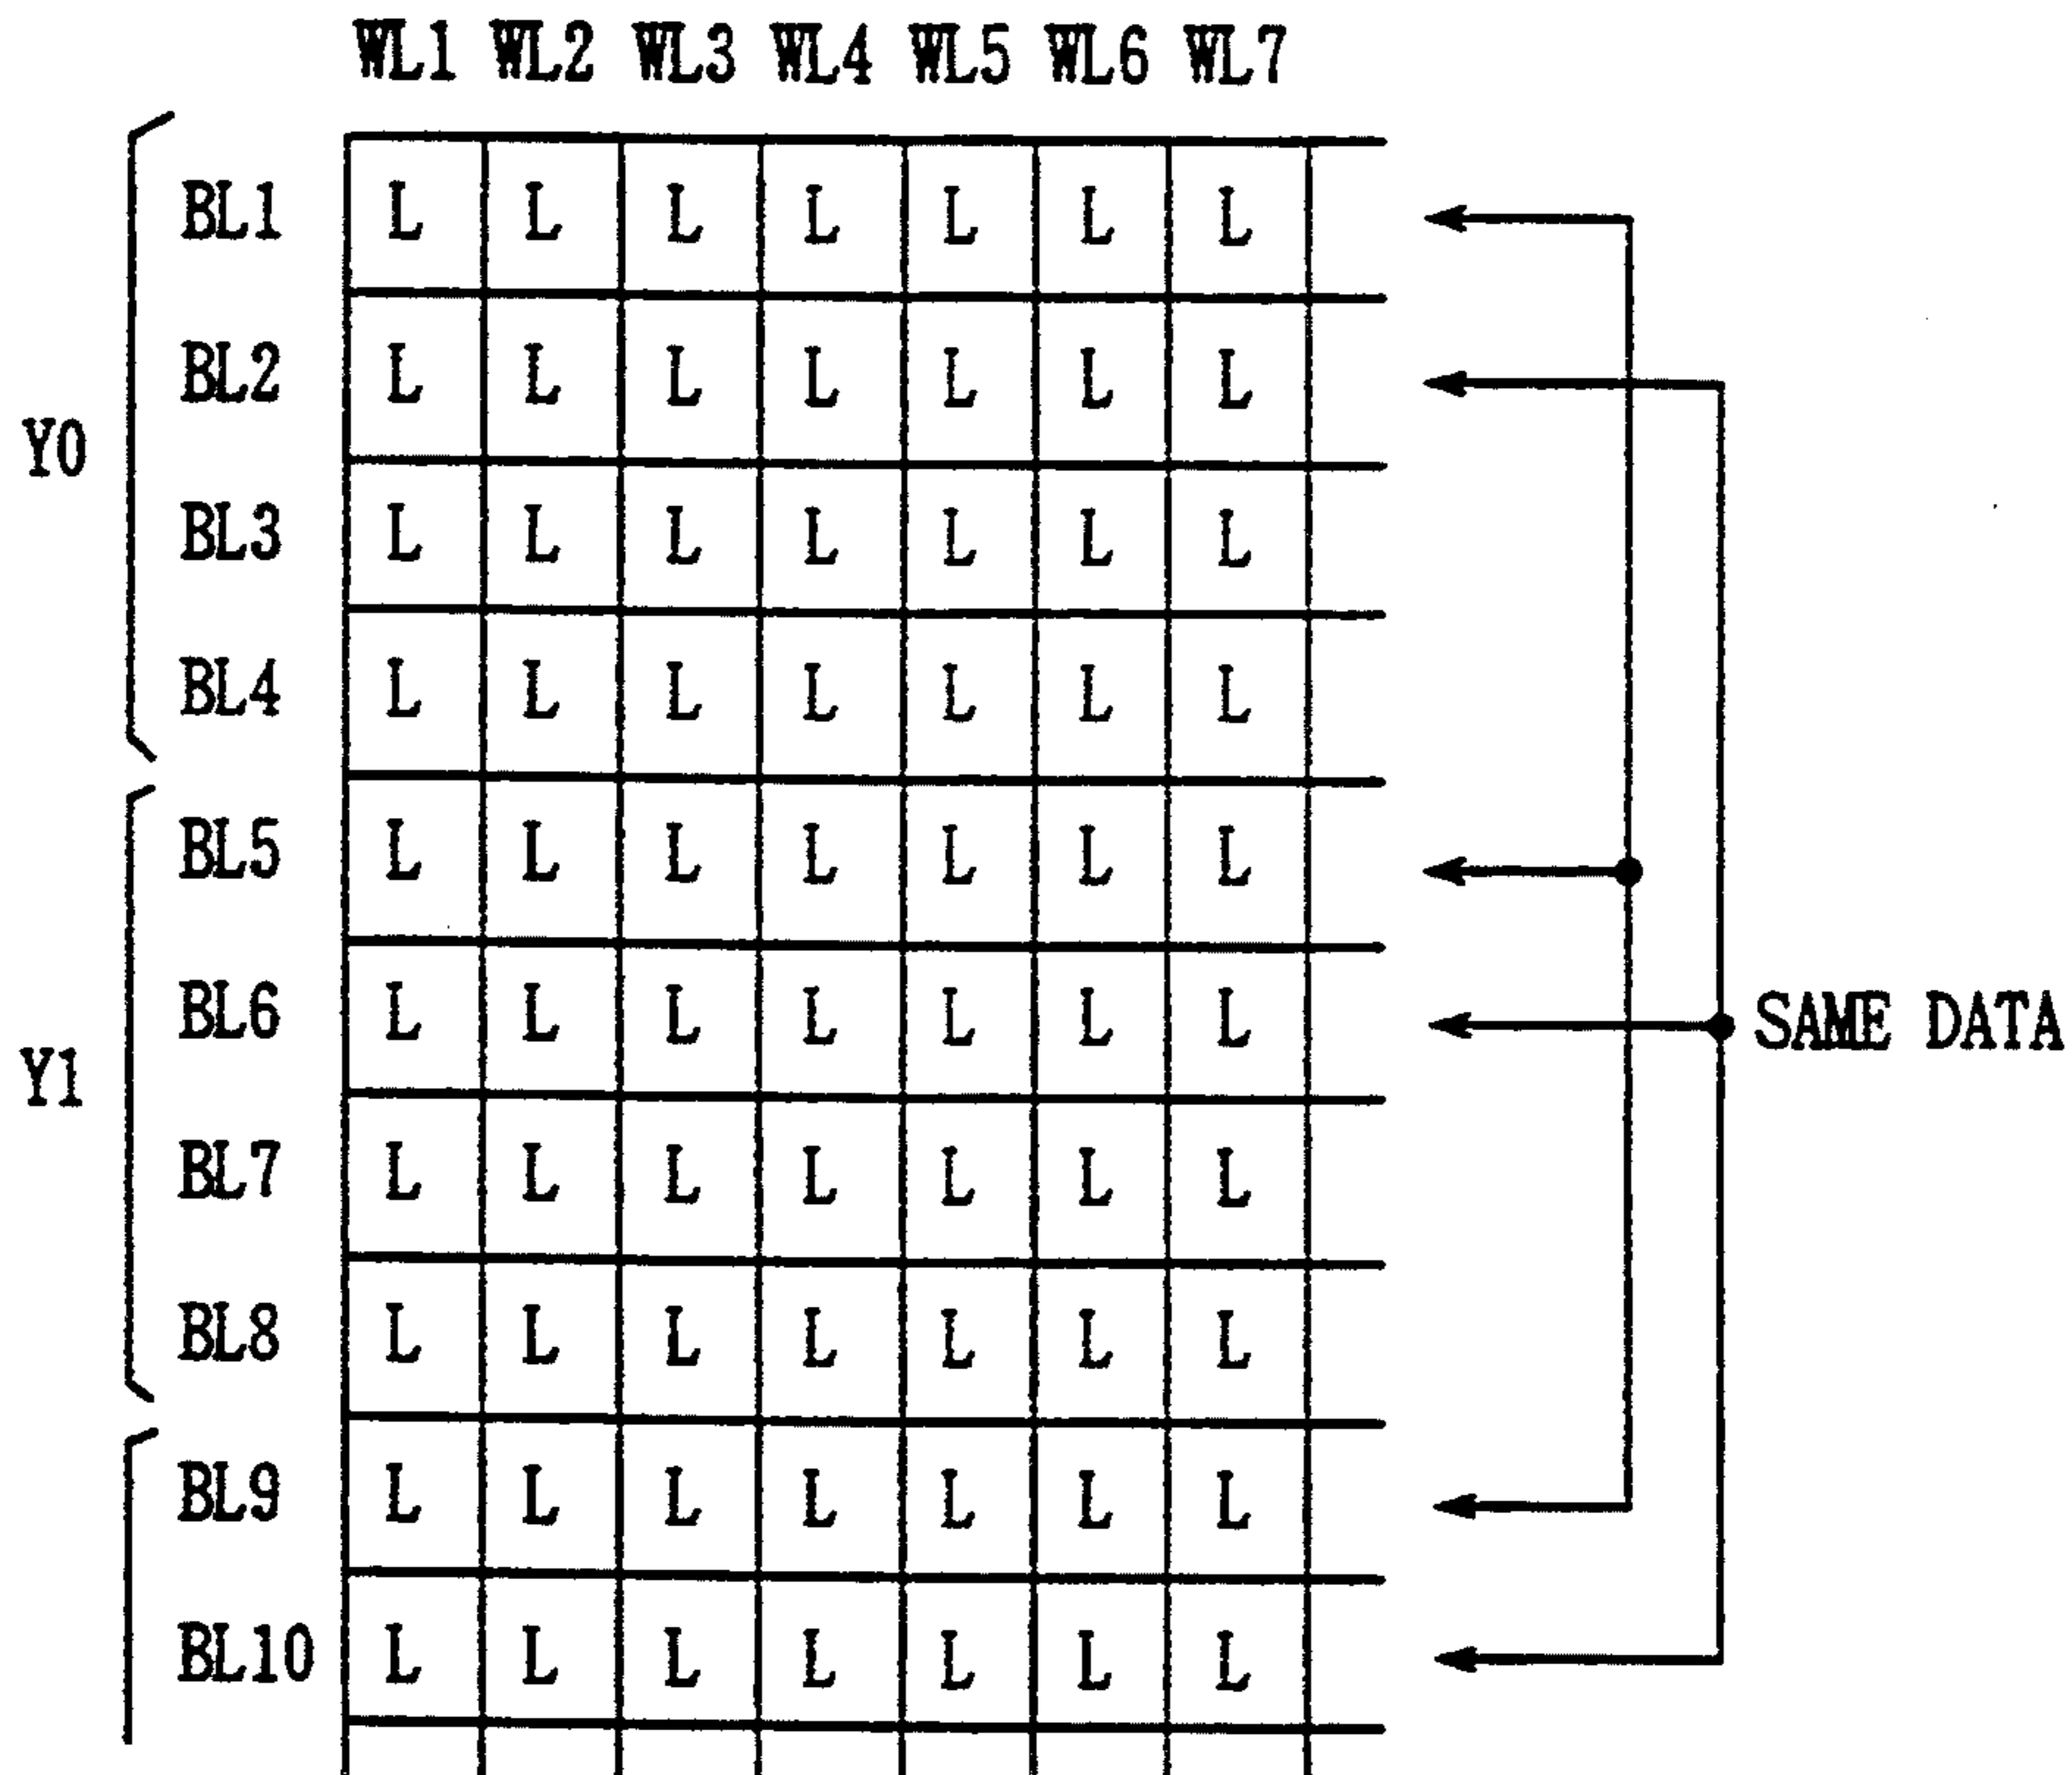 WL1 WL2 WL3 WL4 WL5 WL6 WL7
BL1 L L L L L L L
BL2 L L L L L L L
Y0
BL3 L L L L L L L
BL4 L L L L L L L
BL5 L L L L L L L
BL6 L L L L L L L SAME DATA
Y1
BL7 L L L L L L L
BL8 L L L L L L L
BL9 L L L L L L L
BL10 L L L L L L L